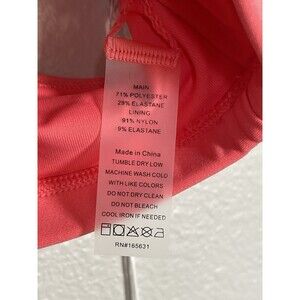 MAIN
71% POLYESTER
29% ELASTANE
LINING
91% NYLON
9% ELASTANE
Made in China
TUMBLE DRY LOW
MACHINE WASH COLD
WITH LIKE COLORS
DO NOT DRY CLEAN
DO NOT BLEACH
COOL IRON IF NEEDED
RN#165631